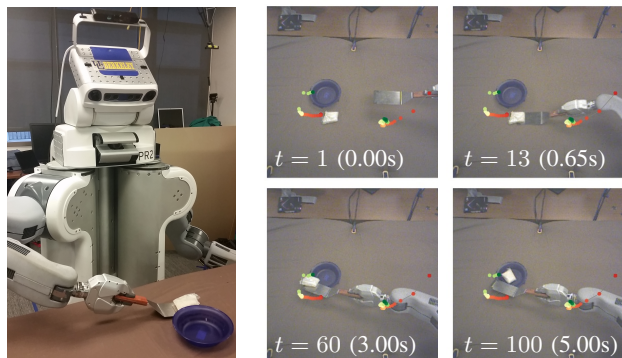 PR2
t = 1 (0.00s)
t = 13 (0.65s)
t = 60 (3.00s)
t = 100 (5.00s)